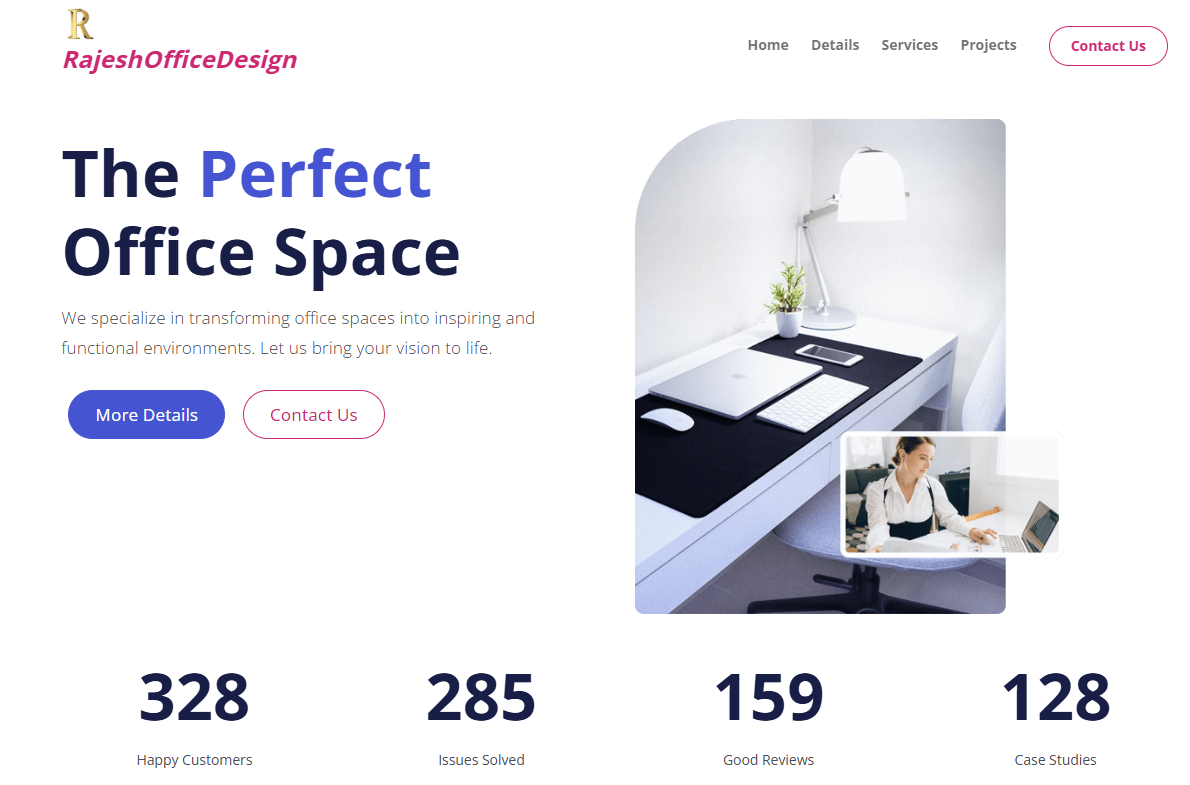 R
RajeshOfficeDesign
Home Details Services Projects Contact Us
The Perfect
Office Space
We specialize in transforming office spaces into inspiring and
functional environments. Let us bring your vision to life.
More Details Contact Us
328 285 159 128
Happy Customers Issues Solved Good Reviews Case Studies